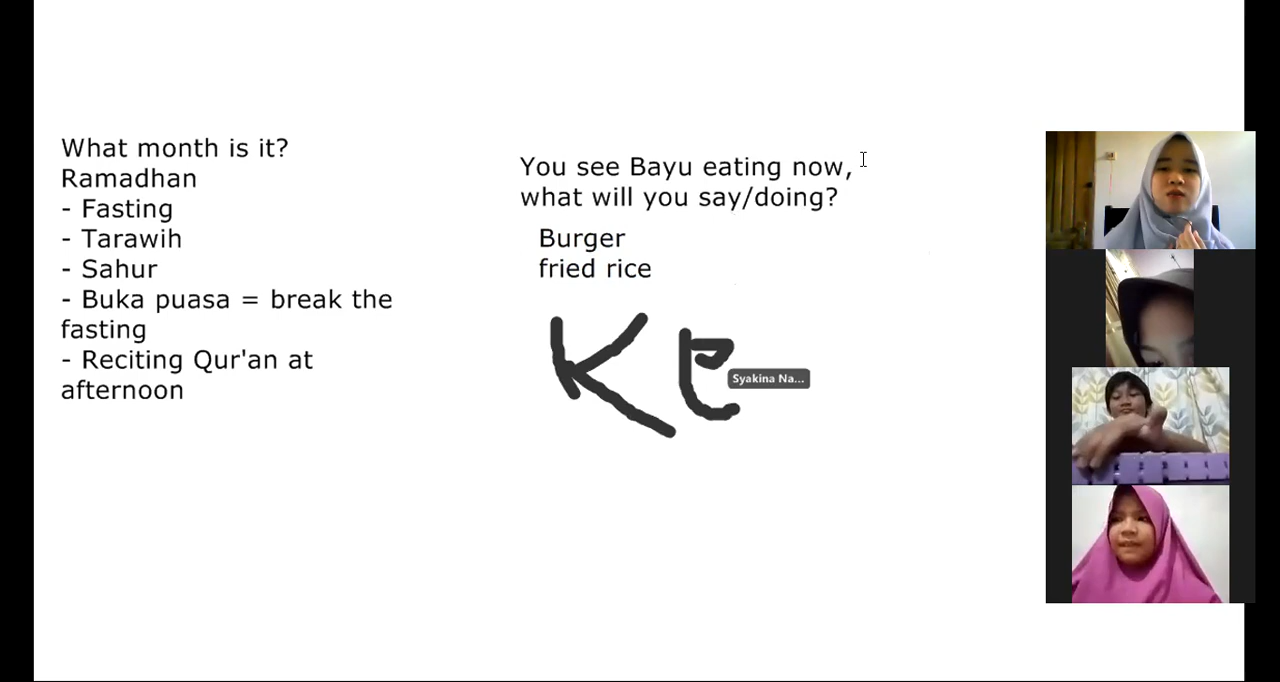 What month is it?
Ramadhan
- Fasting
- Tarawih
- Sahur
- Buka puasa = break the
fasting
- Reciting Qur'an at
afternoon
You see Bayu eating now,
what will you say/doing?
Burger
fried rice
Ke
Syakina Na...